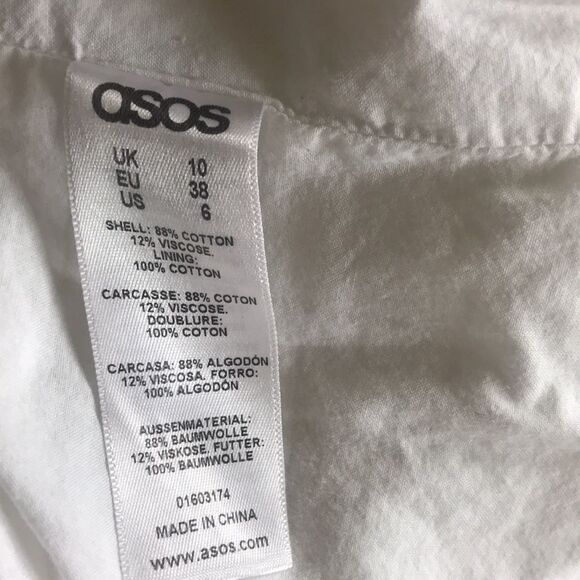 asos
UK 10
EU 38
US 6
SHELL: 88% COTTON
12% VISCOSE.
LINING:
100% COTTON
CARCASSE: 88% COTON
12% VISCOSE.
DOUBLURE:
100% COTON
CARCASA: 88% ALGODÓN
12% VISCOSA. FORRO:
100% ALGODÓN
AUSSENMATERIAL:
88% BAUMWOLLE
12% VISKOSE. FUTTER:
100% BAUMWOLLE
01603174
MADE IN CHINA
www.asos.com